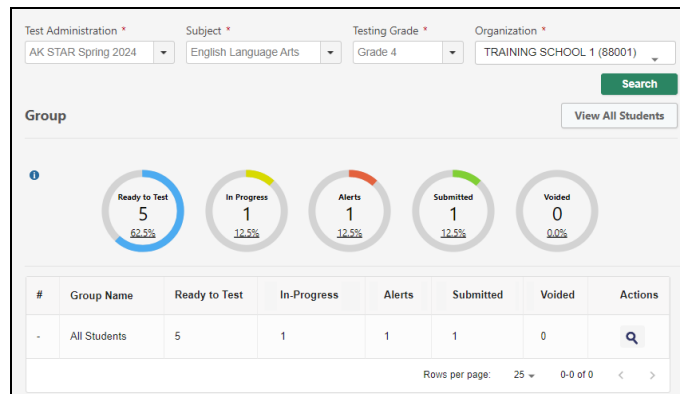 Test Administration * Subject * Testing Grade * Organization *
AK STAR Spring 2024 English Language Arts Grade 4 TRAINING SCHOOL 1 (88001)
Search
Group View All Students
Ready to Test In Progress Alerts Submitted Voided
5 1 1 1 0
62.5% 12.5% 12.5% 12.5% 0.0%
# Group Name Ready to Test In-Progress Alerts Submitted Voided Actions
- All Students 5 1 1 1 0
Rows per page: 25 0-0 of 0 < >